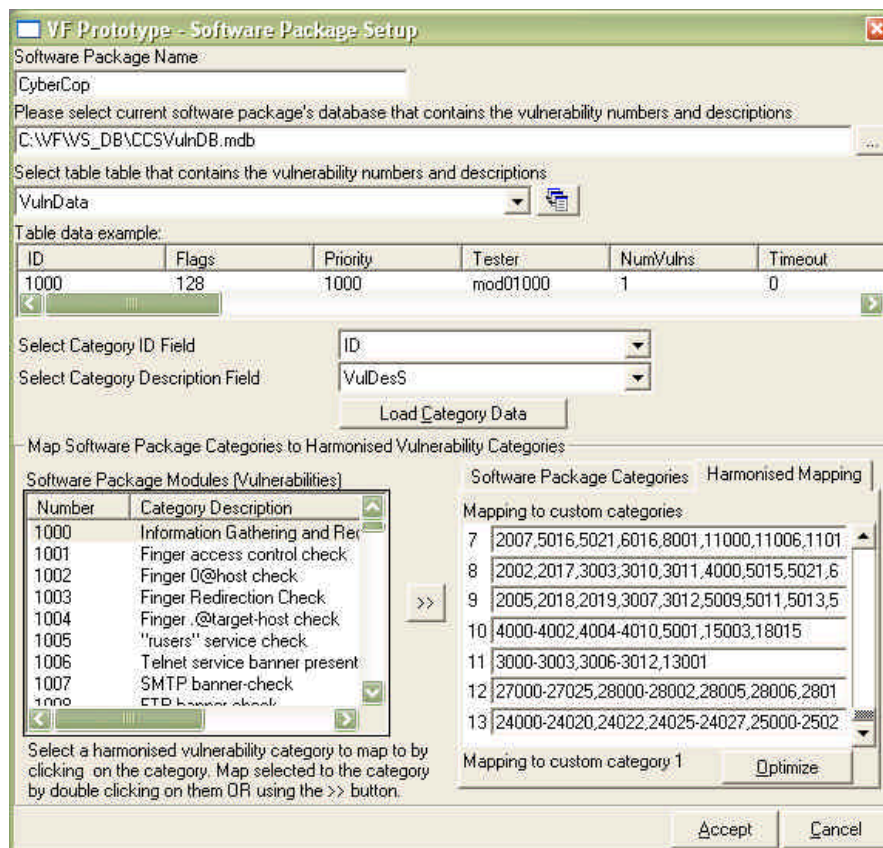 VF Prototype - Software Package Setup
Software Package Name
CyberCop
Please select current software package's database that contains the vulnerability numbers and descriptions
C:\VF\VS_DB\CCSVulnDB.mdb
...
Select table table that contains the vulnerability numbers and descriptions
VulnData
Table data example:
ID Flags Priority Tester NumVulns Timeout
1000 128 1000 mod01000 1 0
Select Category ID Field ID
Select Category Description Field VulDesS
Load Category Data
Map Software Package Categories to Harmonised Vulnerability Categories
Software Package Modules (Vulnerabilities)
Number Category Description
1000 Information Gathering and Rec
1001 Finger access control check
1002 Finger 0@host check
1003 Finger Redirection Check
1004 Finger .@target-host check
1005 "rusers" service check
1006 Telnet service banner present
1007 SMTP banner-check
1008 FTP banner check
Select a harmonised vulnerability category to map to by
clicking on the category. Map selected to the category
by double clicking on them OR using the >> button.
>>
Software Package Categories Harmonised Mapping
Mapping to custom categories
7 2007,5016,5021,6016,8001,11000,11006,1101
8 2002,2017,3003,3010,3011,4000,5015,5021,6
9 2005,2018,2019,3007,3012,5009,5011,5013,5
10 4000-4002,4004-4010,5001,15003,18015
11 3000-3003,3006-3012,13001
12 27000-27025,28000-28002,28005,28006,2801
13 24000-24020,24022,24025-24027,25000-2502
Mapping to custom category 1
Optimize
Accept Cancel